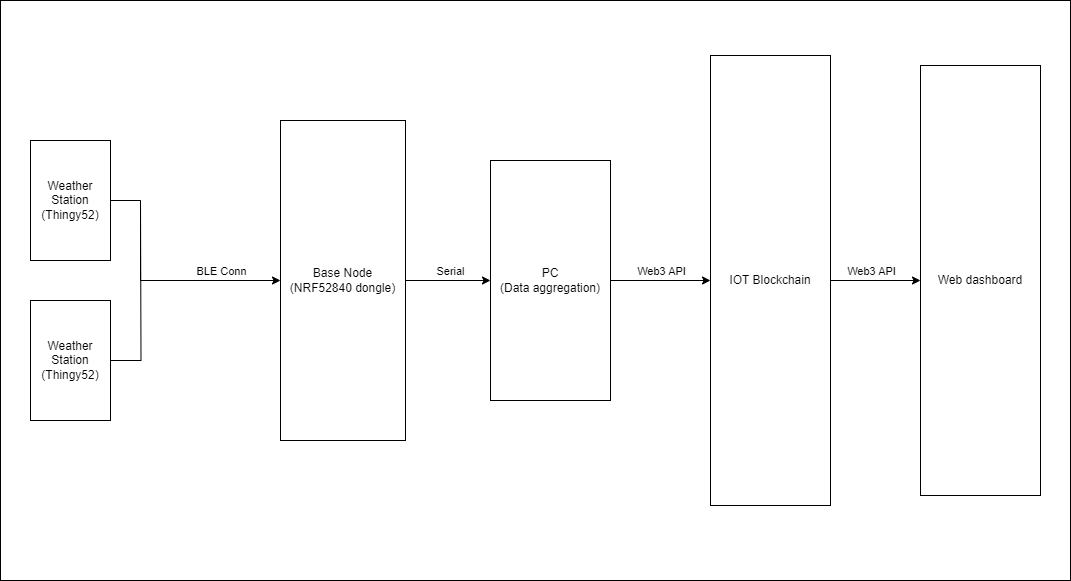 Weather
Station
(Thingy52)
Weather
Station
(Thingy52)
BLE Conn
Base Node
(NRF52840 dongle)
Serial
PC
(Data aggregation)
Web3 API
IOT Blockchain
Web3 API
Web dashboard